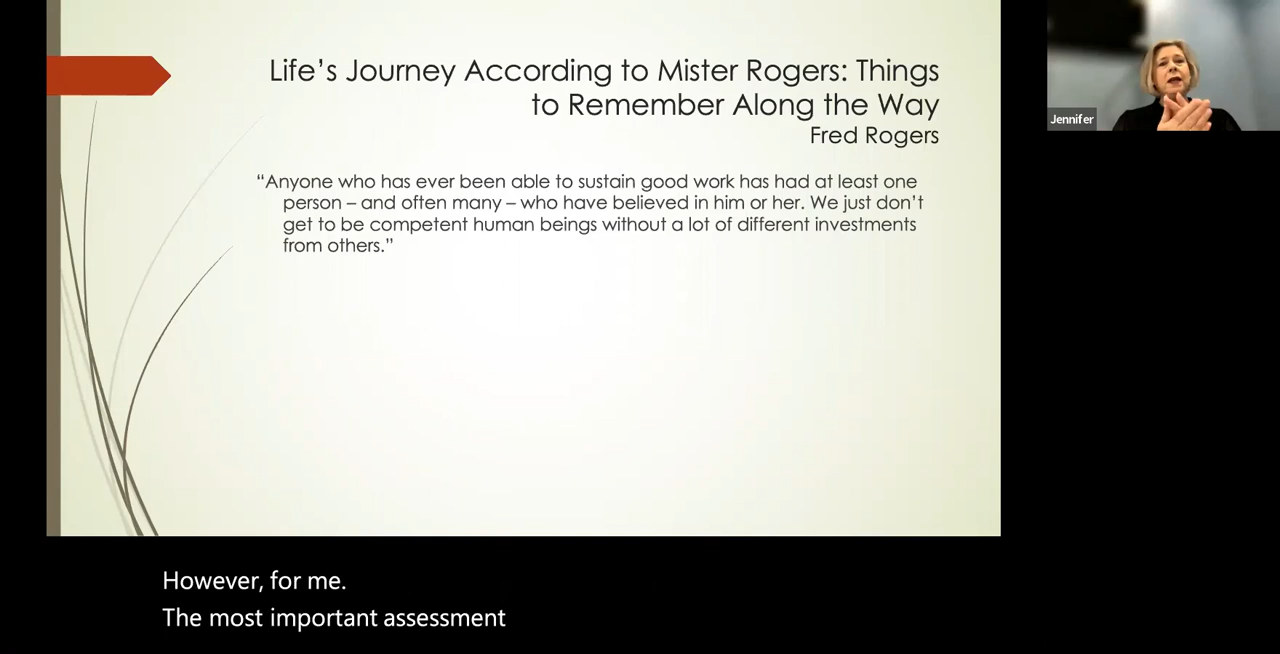 Life’s Journey According to Mister Rogers: Things
to Remember Along the Way
Fred Rogers
“Anyone who has ever been able to sustain good work has had at least one
person – and often many – who have believed in him or her. We just don’t
get to be competent human beings without a lot of different investments
from others.”
Jennifer
However, for me.
The most important assessment